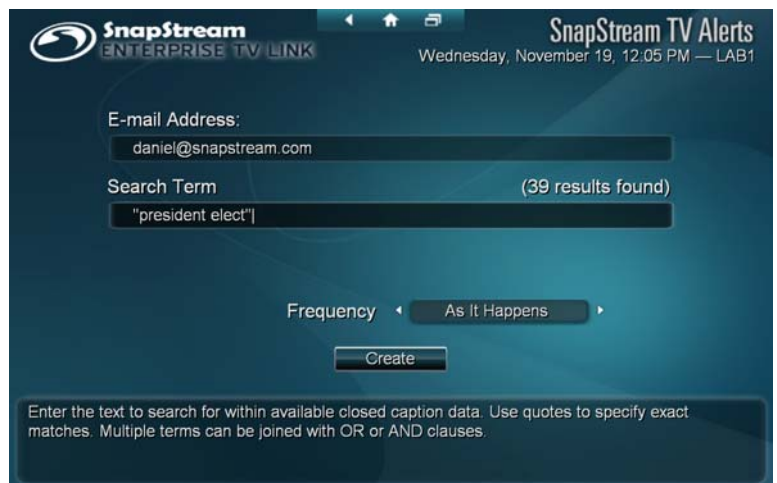 SnapStream
ENTERPRISE TV LINK
SnapStream TV Alerts
Wednesday, November 19, 12:05 PM — LAB1
E-mail Address:
daniel@snapstream.com
Search Term (39 results found)
"president elect"
Frequency As It Happens
Create
Enter the text to search for within available closed caption data. Use quotes to specify exact
matches. Multiple terms can be joined with OR or AND clauses.